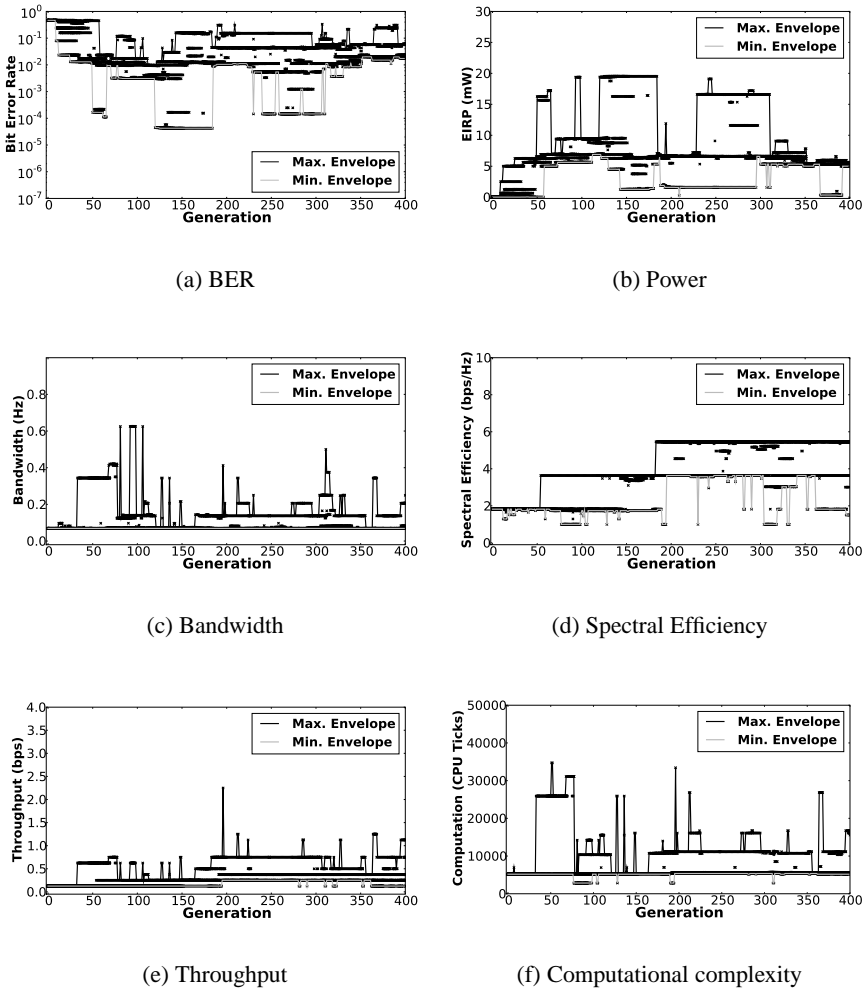 10^0
10^-1
10^-2
10^-3
10^-4
10^-5
10^-6
10^-7
Bit Error Rate
Max. Envelope
Min. Envelope
0 50 100 150 200 250 300 350 400
Generation
(a) BER
30
25
20
15
10
5
0
EIRP (mW)
Max. Envelope
Min. Envelope
0 50 100 150 200 250 300 350 400
Generation
(b) Power
0.8
0.6
0.4
0.2
0.0
Bandwidth (Hz)
Max. Envelope
Min. Envelope
0 50 100 150 200 250 300 350 400
Generation
(c) Bandwidth
10
8
6
4
2
0
Spectral Efficiency (bps/Hz)
Max. Envelope
Min. Envelope
0 50 100 150 200 250 300 350 400
Generation
(d) Spectral Efficiency
4.0
3.5
3.0
2.5
2.0
1.5
1.0
0.5
0.0
Throughput (bps)
Max. Envelope
Min. Envelope
0 50 100 150 200 250 300 350 400
Generation
(e) Throughput
50000
40000
30000
20000
10000
0
Computation (CPU Ticks)
Max. Envelope
Min. Envelope
0 50 100 150 200 250 300 350 400
Generation
(f) Computational complexity